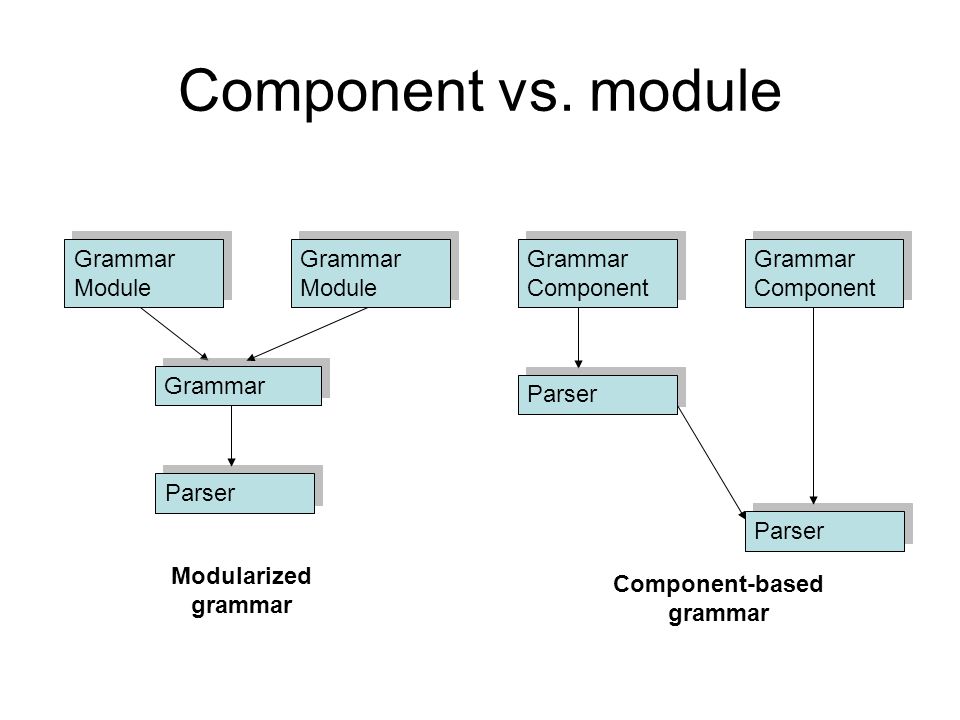 Component vs. module
Grammar
Module
Grammar
Module
Grammar
Component
Grammar
Component
Grammar
Parser
Parser
Parser
Modularized
grammar
Component-based
grammar